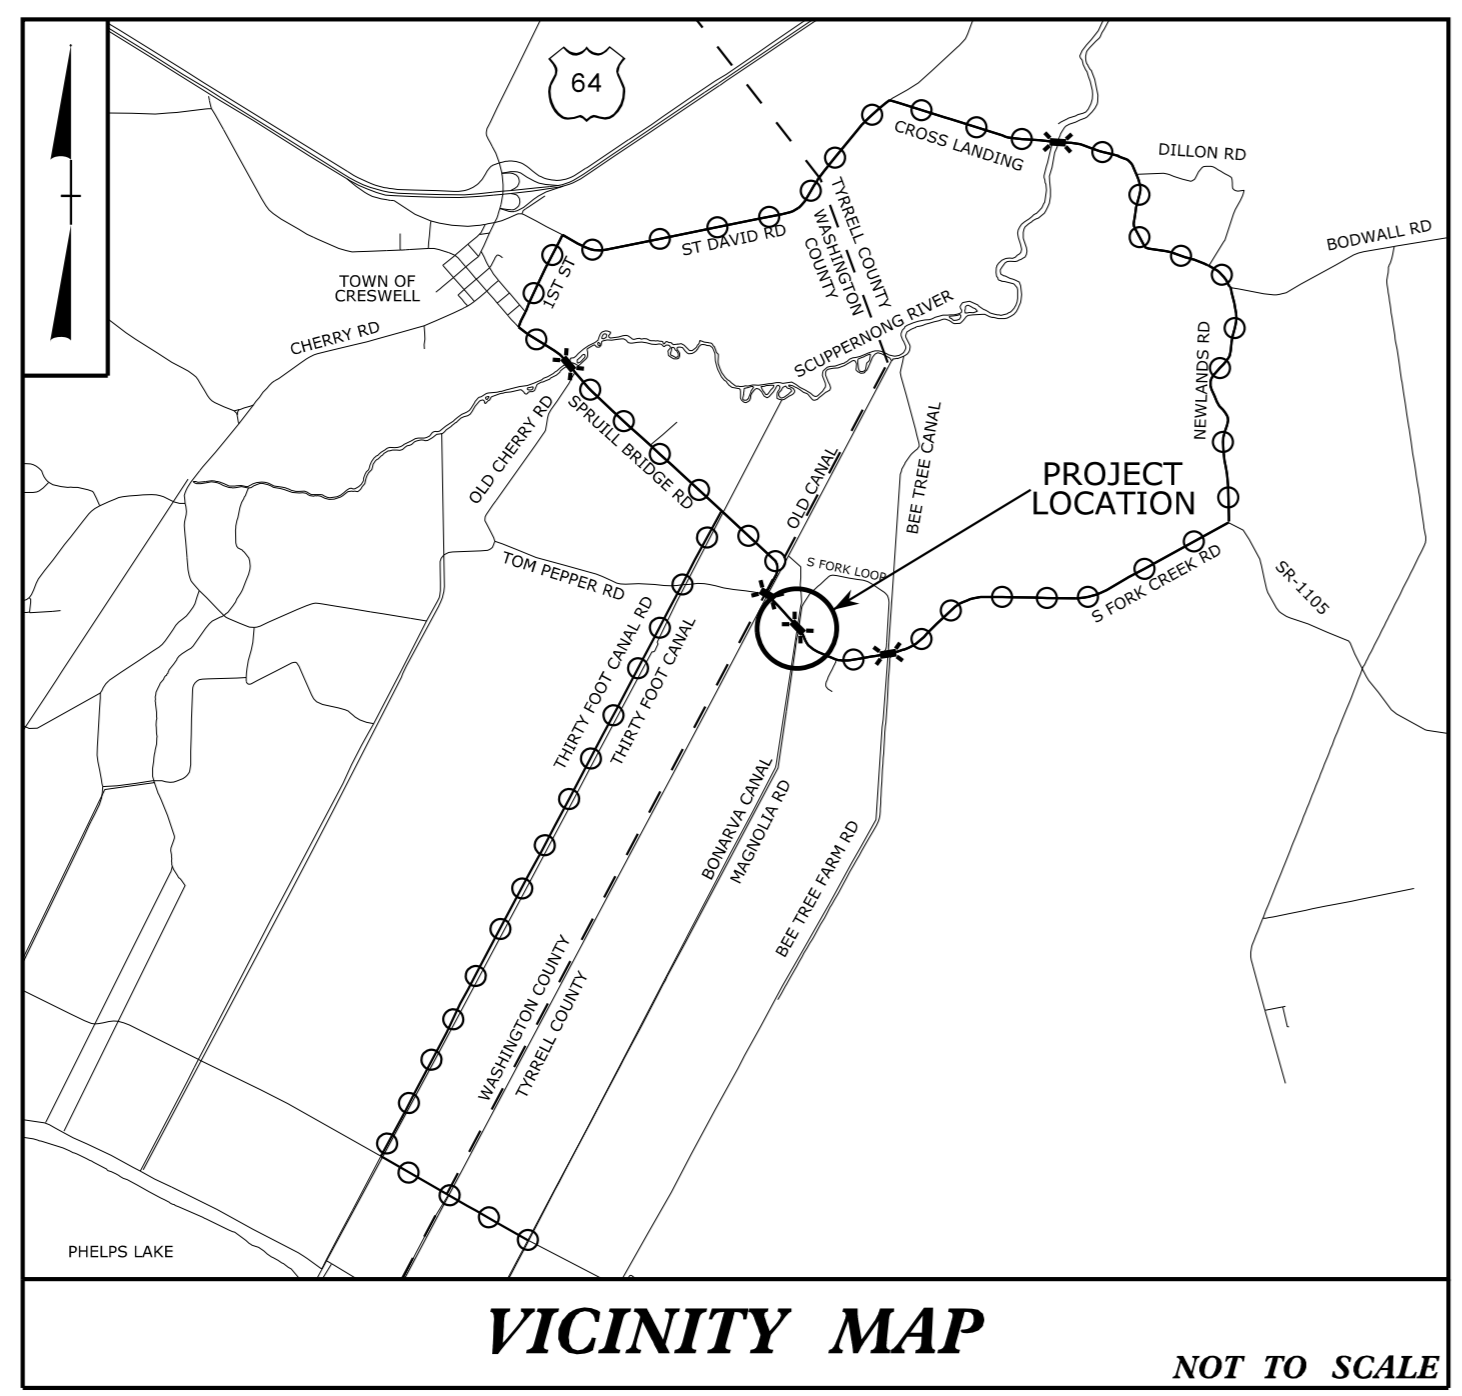 64
CROSS LANDING
DILLON RD
BODWALL RD
ST DAVID RD
TYRRELL COUNTY
WASHINGTON
COUNTY
TOWN OF
CRESWELL
1ST ST
CHERRY RD
SCUPPERNONG RIVER
NEWLANDS RD
OLD CHERRY RD
SPRUILL BRIDGE RD
OLD CANAL
BEE TREE CANAL
PROJECT
LOCATION
TOM PEPPER RD
S FORK LOOP
S FORK CREEK RD
SR-1105
THIRTY FOOT CANAL RD
THIRTY FOOT CANAL
BONARVA CANAL
MAGNOLIA RD
BEE TREE FARM RD
WASHINGTON COUNTY
TYRRELL COUNTY
PHELPS LAKE
VICINITY MAP
NOT TO SCALE